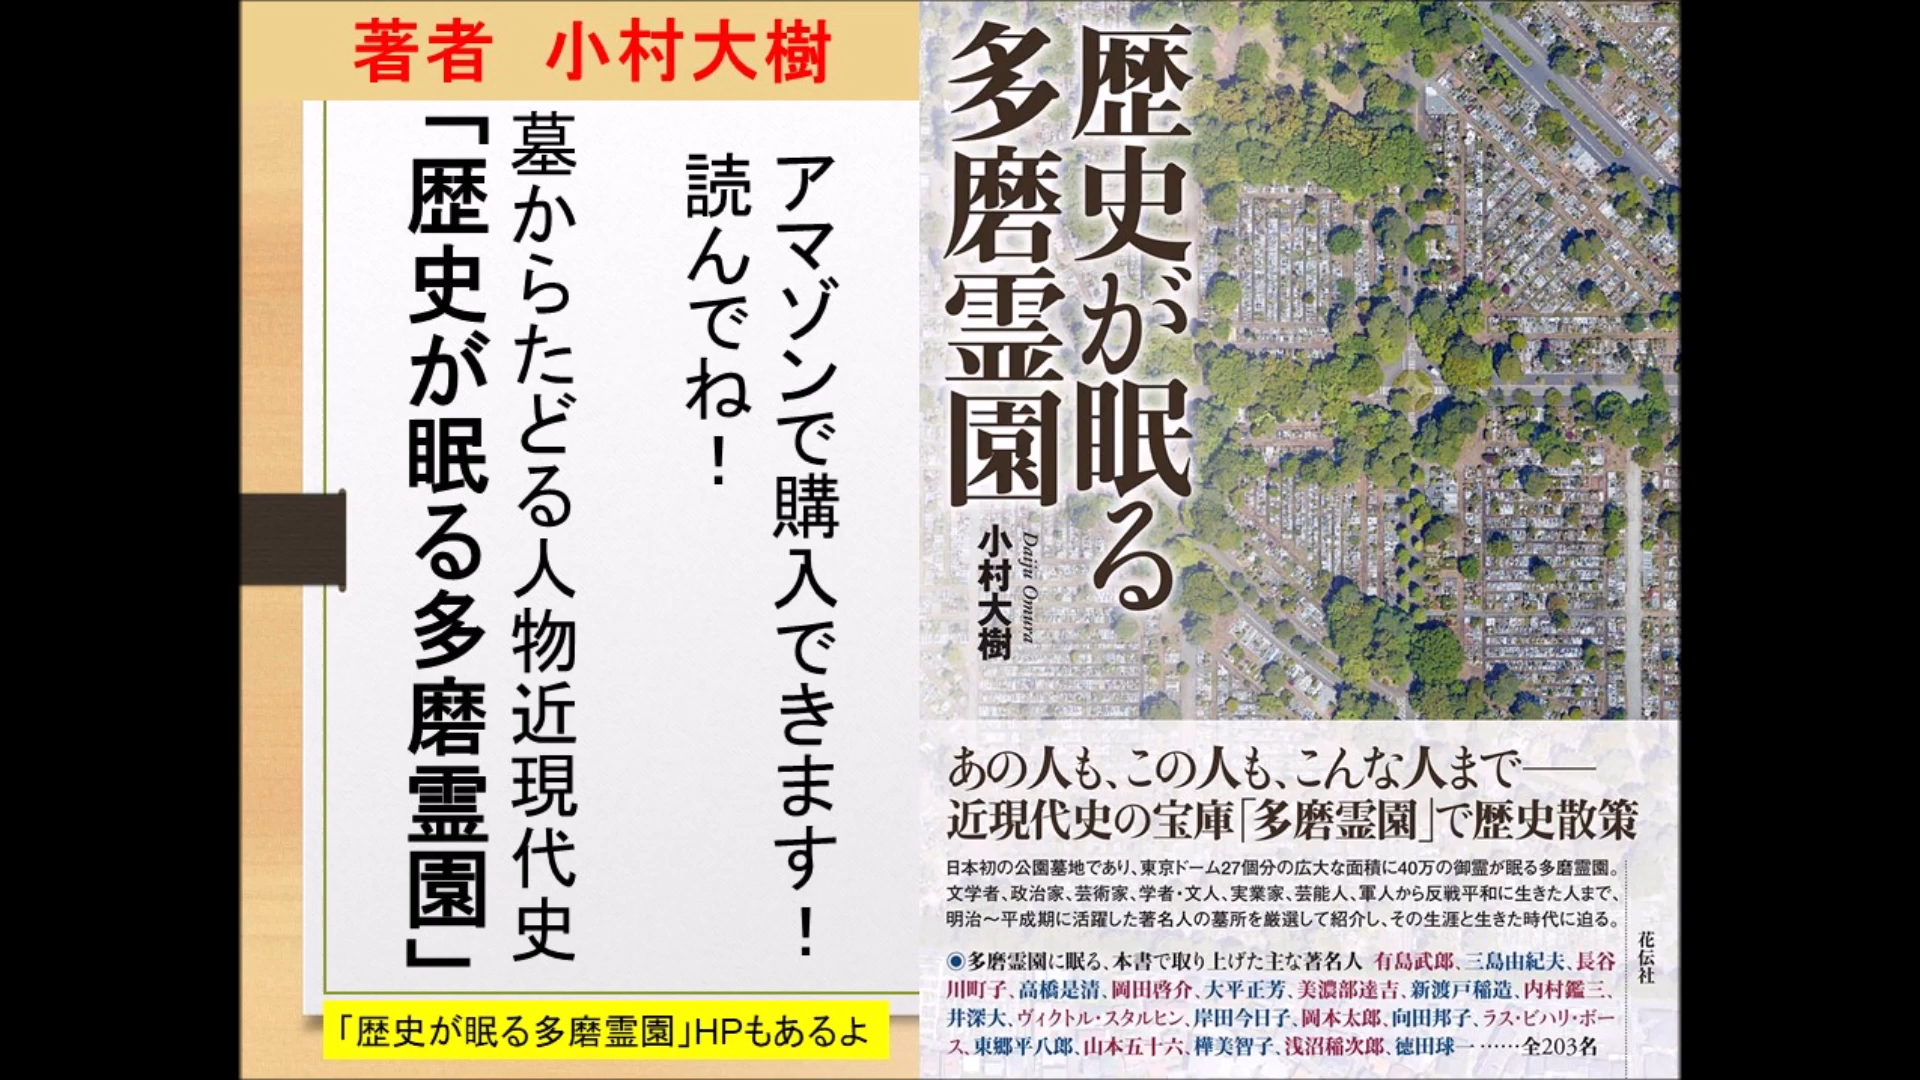 著者　小村大樹
アマゾンで購入できます！
読んでね！
墓からたどる人物近現代史
「歴史が眠る多磨霊園」
「歴史が眠る多磨霊園」HPもあるよ
歴史が眠る
多磨霊園
Daiju Omura
小村大樹
あの人も、この人も、こんな人まで──
近現代史の宝庫「多磨霊園」で歴史散策
日本初の公園墓地であり、東京ドーム27個分の広大な面積に40万の御霊が眠る多磨霊園。
文学者、政治家、芸術家、学者・文人、実業家、芸能人、軍人から反戦平和に生きた人まで、
明治〜平成期に活躍した著名人の墓所を厳選して紹介し、その生涯と生きた時代に迫る。
◉多磨霊園に眠る、本書で取り上げた主な著名人 有島武郎、三島由紀夫、長谷
川町子、高橋是清、岡田啓介、大平正芳、美濃部達吉、新渡戸稲造、内村鑑三、
井深大、ヴィクトル・スタルヒン、岸田今日子、岡本太郎、向田邦子、ラス・ビハリ・ボー
ス、東郷平八郎、山本五十六、樺美智子、浅沼稲次郎、徳田球一……全203名
花伝社